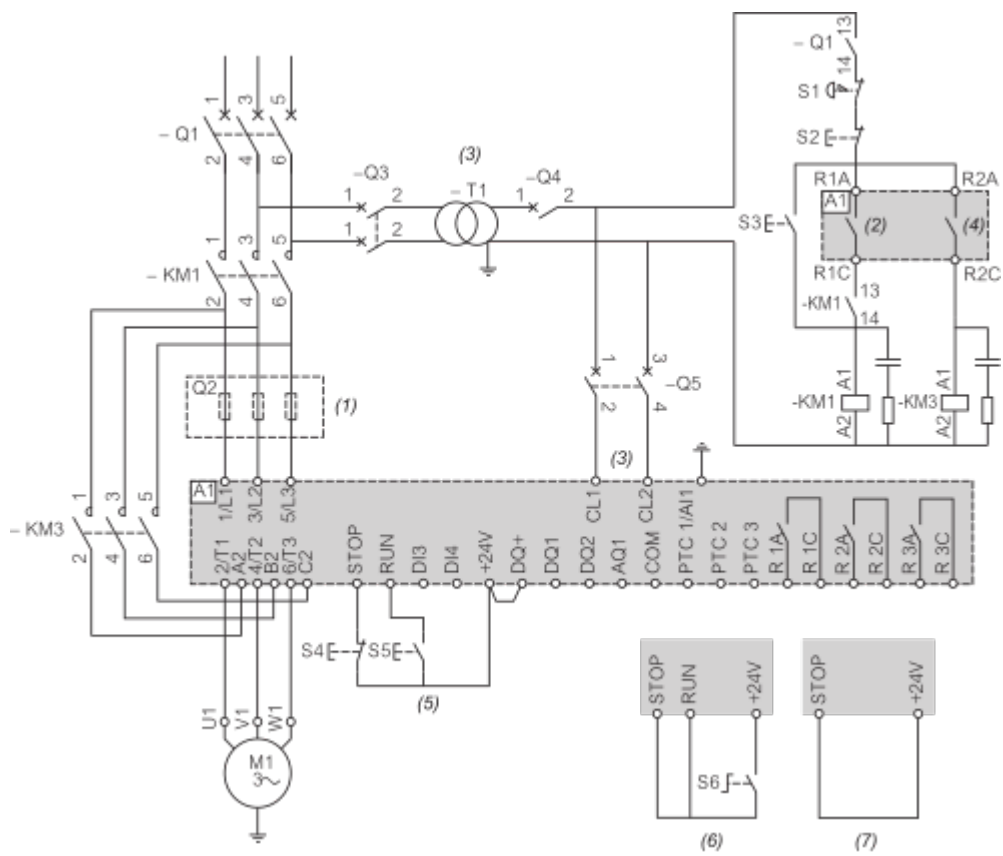 1 3 5
– Q1
2 4 6
–Q3
1 2
2
(3)
– T1
–Q4
1 2
13
– Q1
14
S1
S2
R1A R2A
A1
S3
(2) (4)
R1C R2C
1 3 5
– KM1
2 4 6
-KM1 13
14
A1 A1
-KM1 -KM3
A2 A2
Q2
(1)
1 3
–Q5
2 4
(3)
A1
1/L1 3/L2 5/L3 CL1 CL2 PTC 1/AI1
1 3 5
– KM3
2 4 6
2/T1 A2 4/T2 B2 6/T3 C2 STOP RUN DI3 DI4 +24V DQ+ DQ1 DQ2 AQ1 COM PTC 2 PTC 3 R 1A R 1C R 2A R 2C R 3A R 3C
S4 S5
(5)
U1 V1 W1
M1
3~
STOP RUN +24V
S6
(6)
STOP +24V
(7)